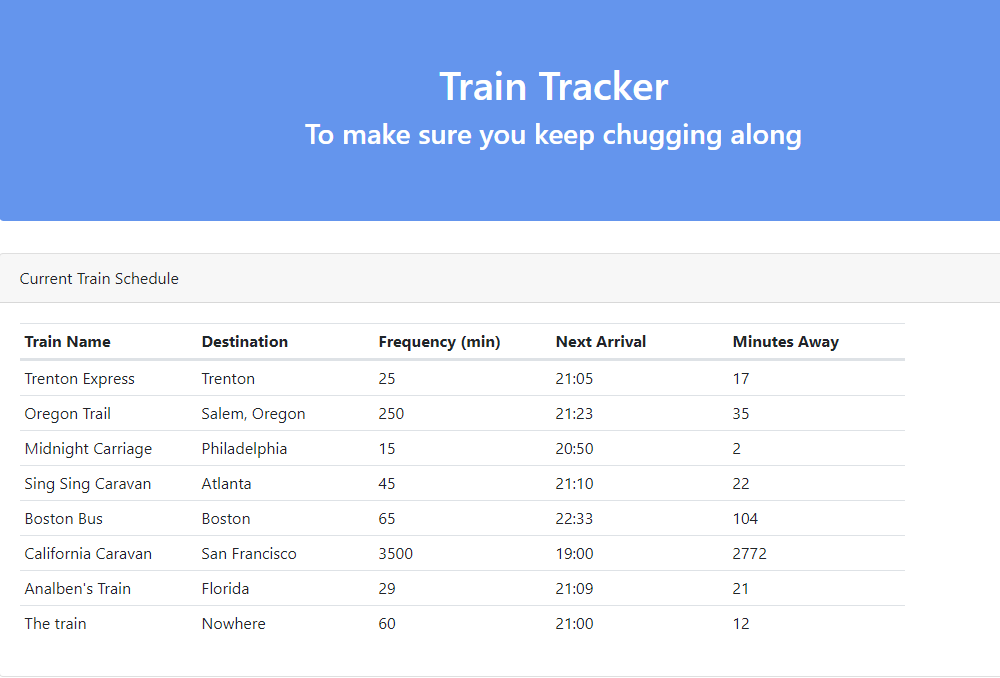 Train Tracker
To make sure you keep chugging along
Current Train Schedule
Train Name Destination Frequency (min) Next Arrival Minutes Away
Trenton Express Trenton 25 21:05 17
Oregon Trail Salem, Oregon 250 21:23 35
Midnight Carriage Philadelphia 15 20:50 2
Sing Sing Caravan Atlanta 45 21:10 22
Boston Bus Boston 65 22:33 104
California Caravan San Francisco 3500 19:00 2772
Analben's Train Florida 29 21:09 21
The train Nowhere 60 21:00 12